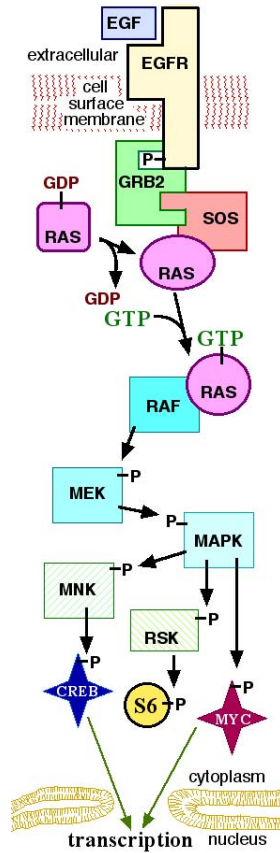 EGF
EGFR
extracellular
cell
surface
membrane
P
GRB2
GDP
SOS
RAS
RAS
GDP
GTP
GTP
RAS
RAF
P
MEK
P
MAPK
P
MNK
P
RSK
P
P
CREB
S6
P
MYC
cytoplasm
transcription
nucleus